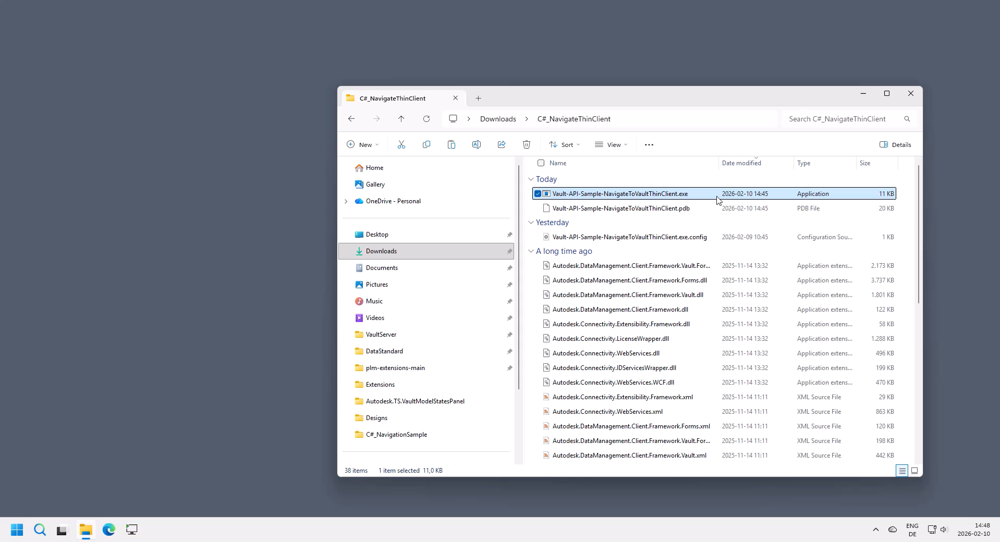 C#_NavigateThinClient
Downloads
C#_NavigateThinClient
Search C#_NavigateThinClient
New
Sort
View
Details
Home
Gallery
OneDrive - Personal
Desktop
Downloads
Documents
Pictures
Music
Videos
VaultServer
DataStandard
plm-extensions-main
Extensions
Autodesk.TS.VaultModelStatesPanel
Designs
C#_NavigationSample
Name Date modified Type Size
Today
Vault-API-Sample-NavigateToVaultThinClient.exe 2026-02-10 14:45 Application 11 KB
Vault-API-Sample-NavigateToVaultThinClient.pdb 2026-02-10 14:45 PDB File 20 KB
Yesterday
Vault-API-Sample-NavigateToVaultThinClient.exe.config 2026-02-09 10:45 Configuration Sou... 1 KB
A long time ago
Autodesk.DataManagement.Client.Framework.Vault.For... 2025-11-14 13:32 Application extens... 2.173 KB
Autodesk.DataManagement.Client.Framework.Forms.dll 2025-11-14 13:32 Application extens... 3.737 KB
Autodesk.DataManagement.Client.Framework.Vault.dll 2025-11-14 13:32 Application extens... 1.801 KB
Autodesk.DataManagement.Client.Framework.dll 2025-11-14 13:32 Application extens... 122 KB
Autodesk.Connectivity.Extensibility.Framework.dll 2025-11-14 13:32 Application extens... 58 KB
Autodesk.Connectivity.LicenseWrapper.dll 2025-11-14 13:32 Application extens... 1.288 KB
Autodesk.Connectivity.WebServices.dll 2025-11-14 13:32 Application extens... 496 KB
Autodesk.Connectivity.IDServicesWrapper.dll 2025-11-14 13:32 Application extens... 199 KB
Autodesk.Connectivity.WebServices.WCF.dll 2025-11-14 13:32 Application extens... 470 KB
Autodesk.Connectivity.Extensibility.Framework.xml 2025-11-14 11:11 XML Source File 29 KB
Autodesk.Connectivity.WebServices.xml 2025-11-14 11:11 XML Source File 863 KB
Autodesk.DataManagement.Client.Framework.Forms.xml 2025-11-14 11:11 XML Source File 120 KB
Autodesk.DataManagement.Client.Framework.Vault.For... 2025-11-14 11:11 XML Source File 198 KB
Autodesk.DataManagement.Client.Framework.Vault.xml 2025-11-14 11:11 XML Source File 442 KB
38 items 1 item selected 11,0 KB
ENG
DE
14:48
2026-02-10